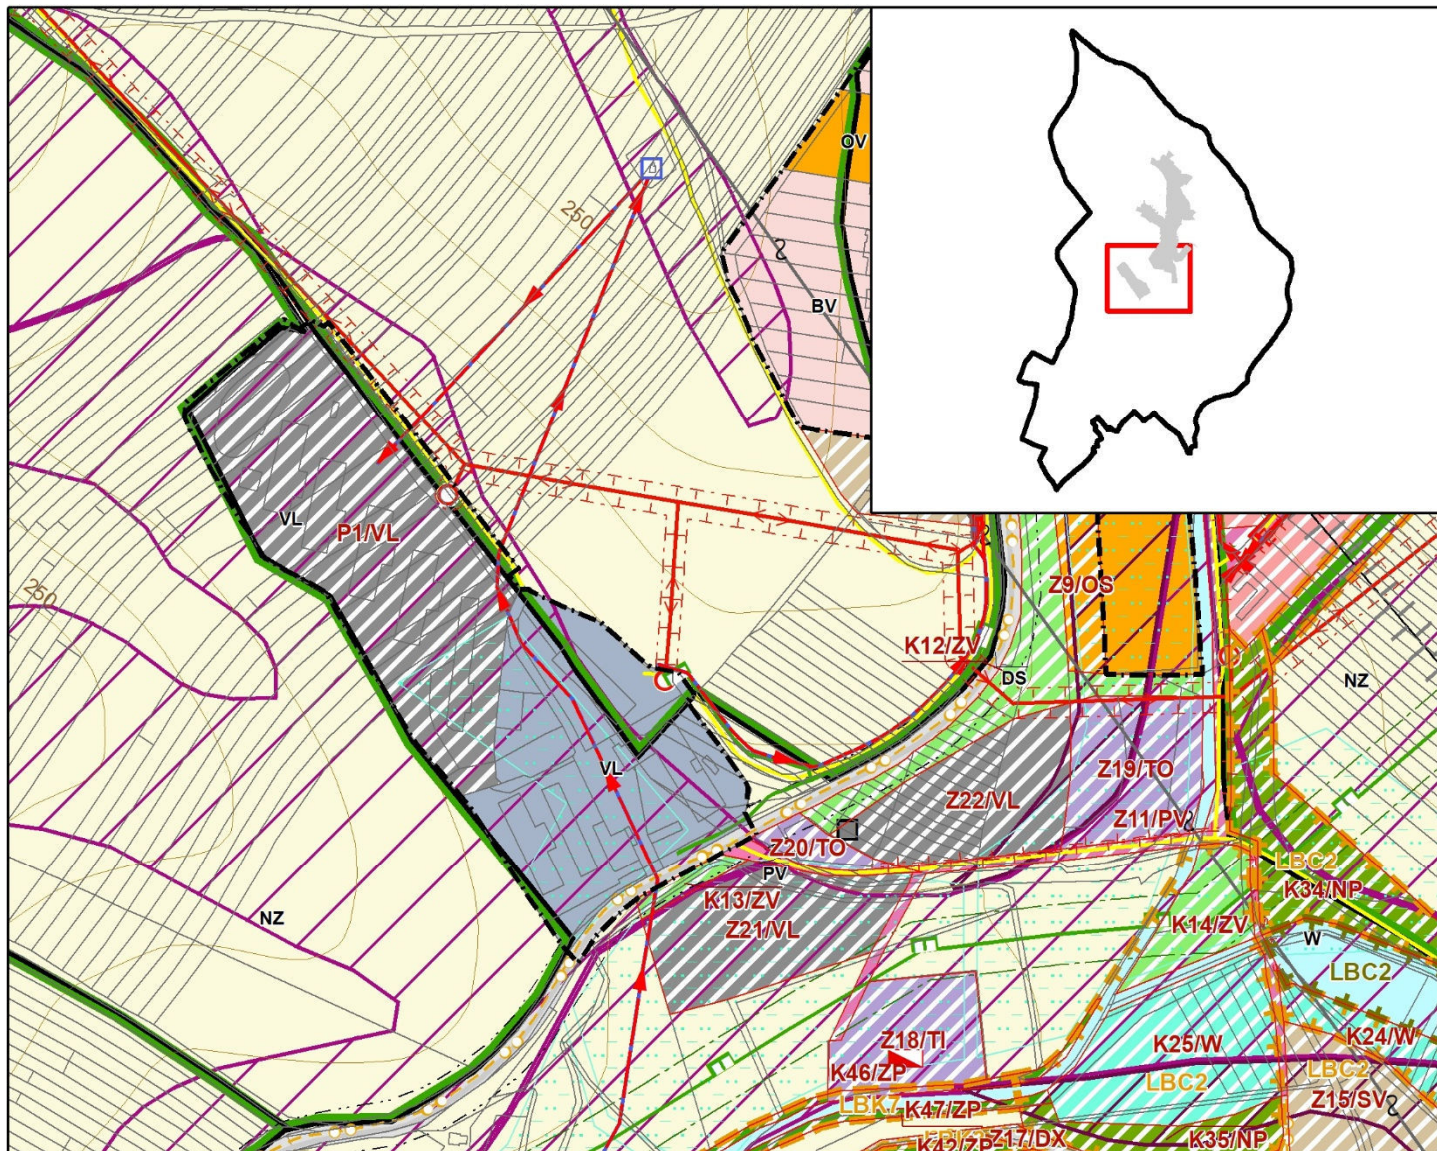 OV
250
BV
VL
P1/VL
Z9/OS
250
K12/ZV
DS
NZ
VL
Z22/VL
Z19/TO
Z11/PV
Z20/TO
PV
LBC2
K34/NP
K13/ZV
Z21/VL
NZ
K14/ZV
W
LBC2
Z18/TI
K25/W
K24/W
K46/ZP
LBC2
LBC2
LBK7
K47/ZP
Z15/SV
K42/ZP
Z17/DX
K35/NP